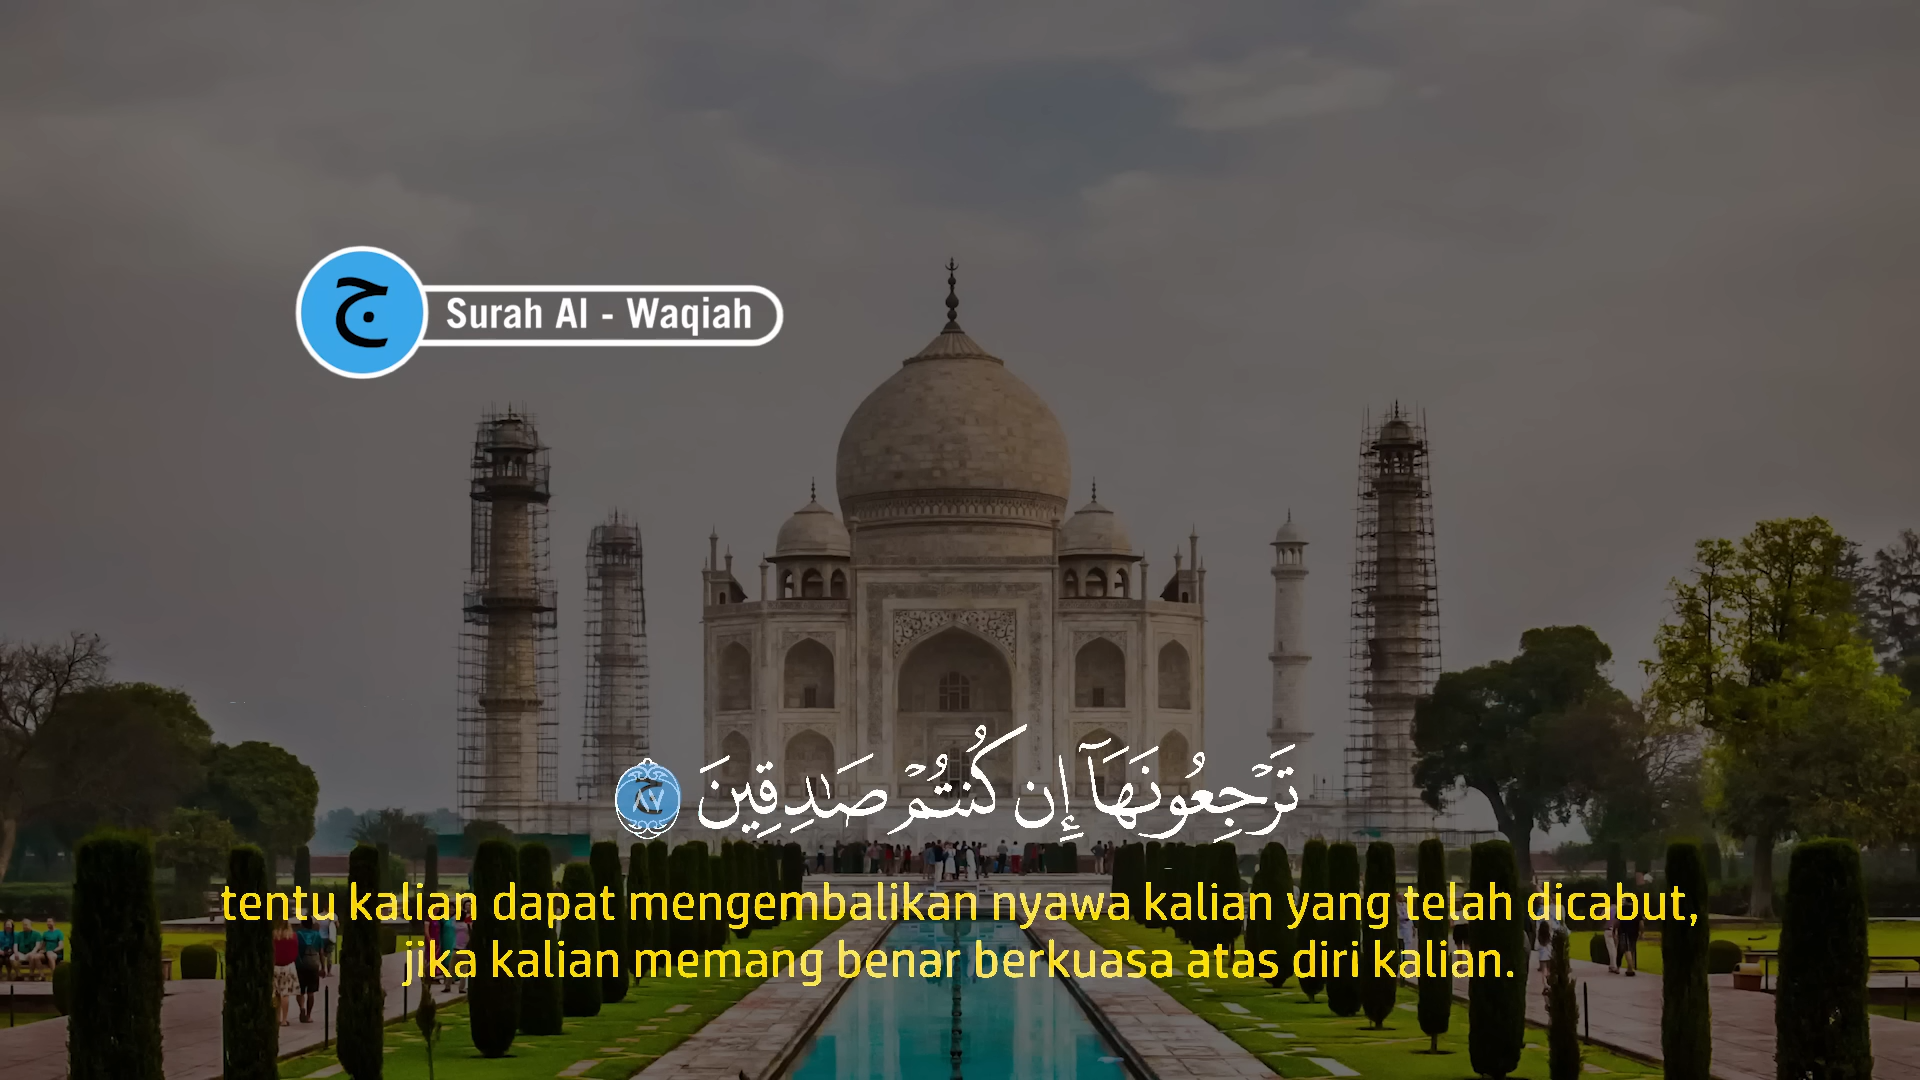 ج
Surah Al - Waqiah
تَرْجِعُونَهَآ إِن كُنتُمْ صَـٰدِقِينَ ٨٧
tentu kalian dapat mengembalikan nyawa kalian yang telah dicabut,
jika kalian memang benar berkuasa atas diri kalian.